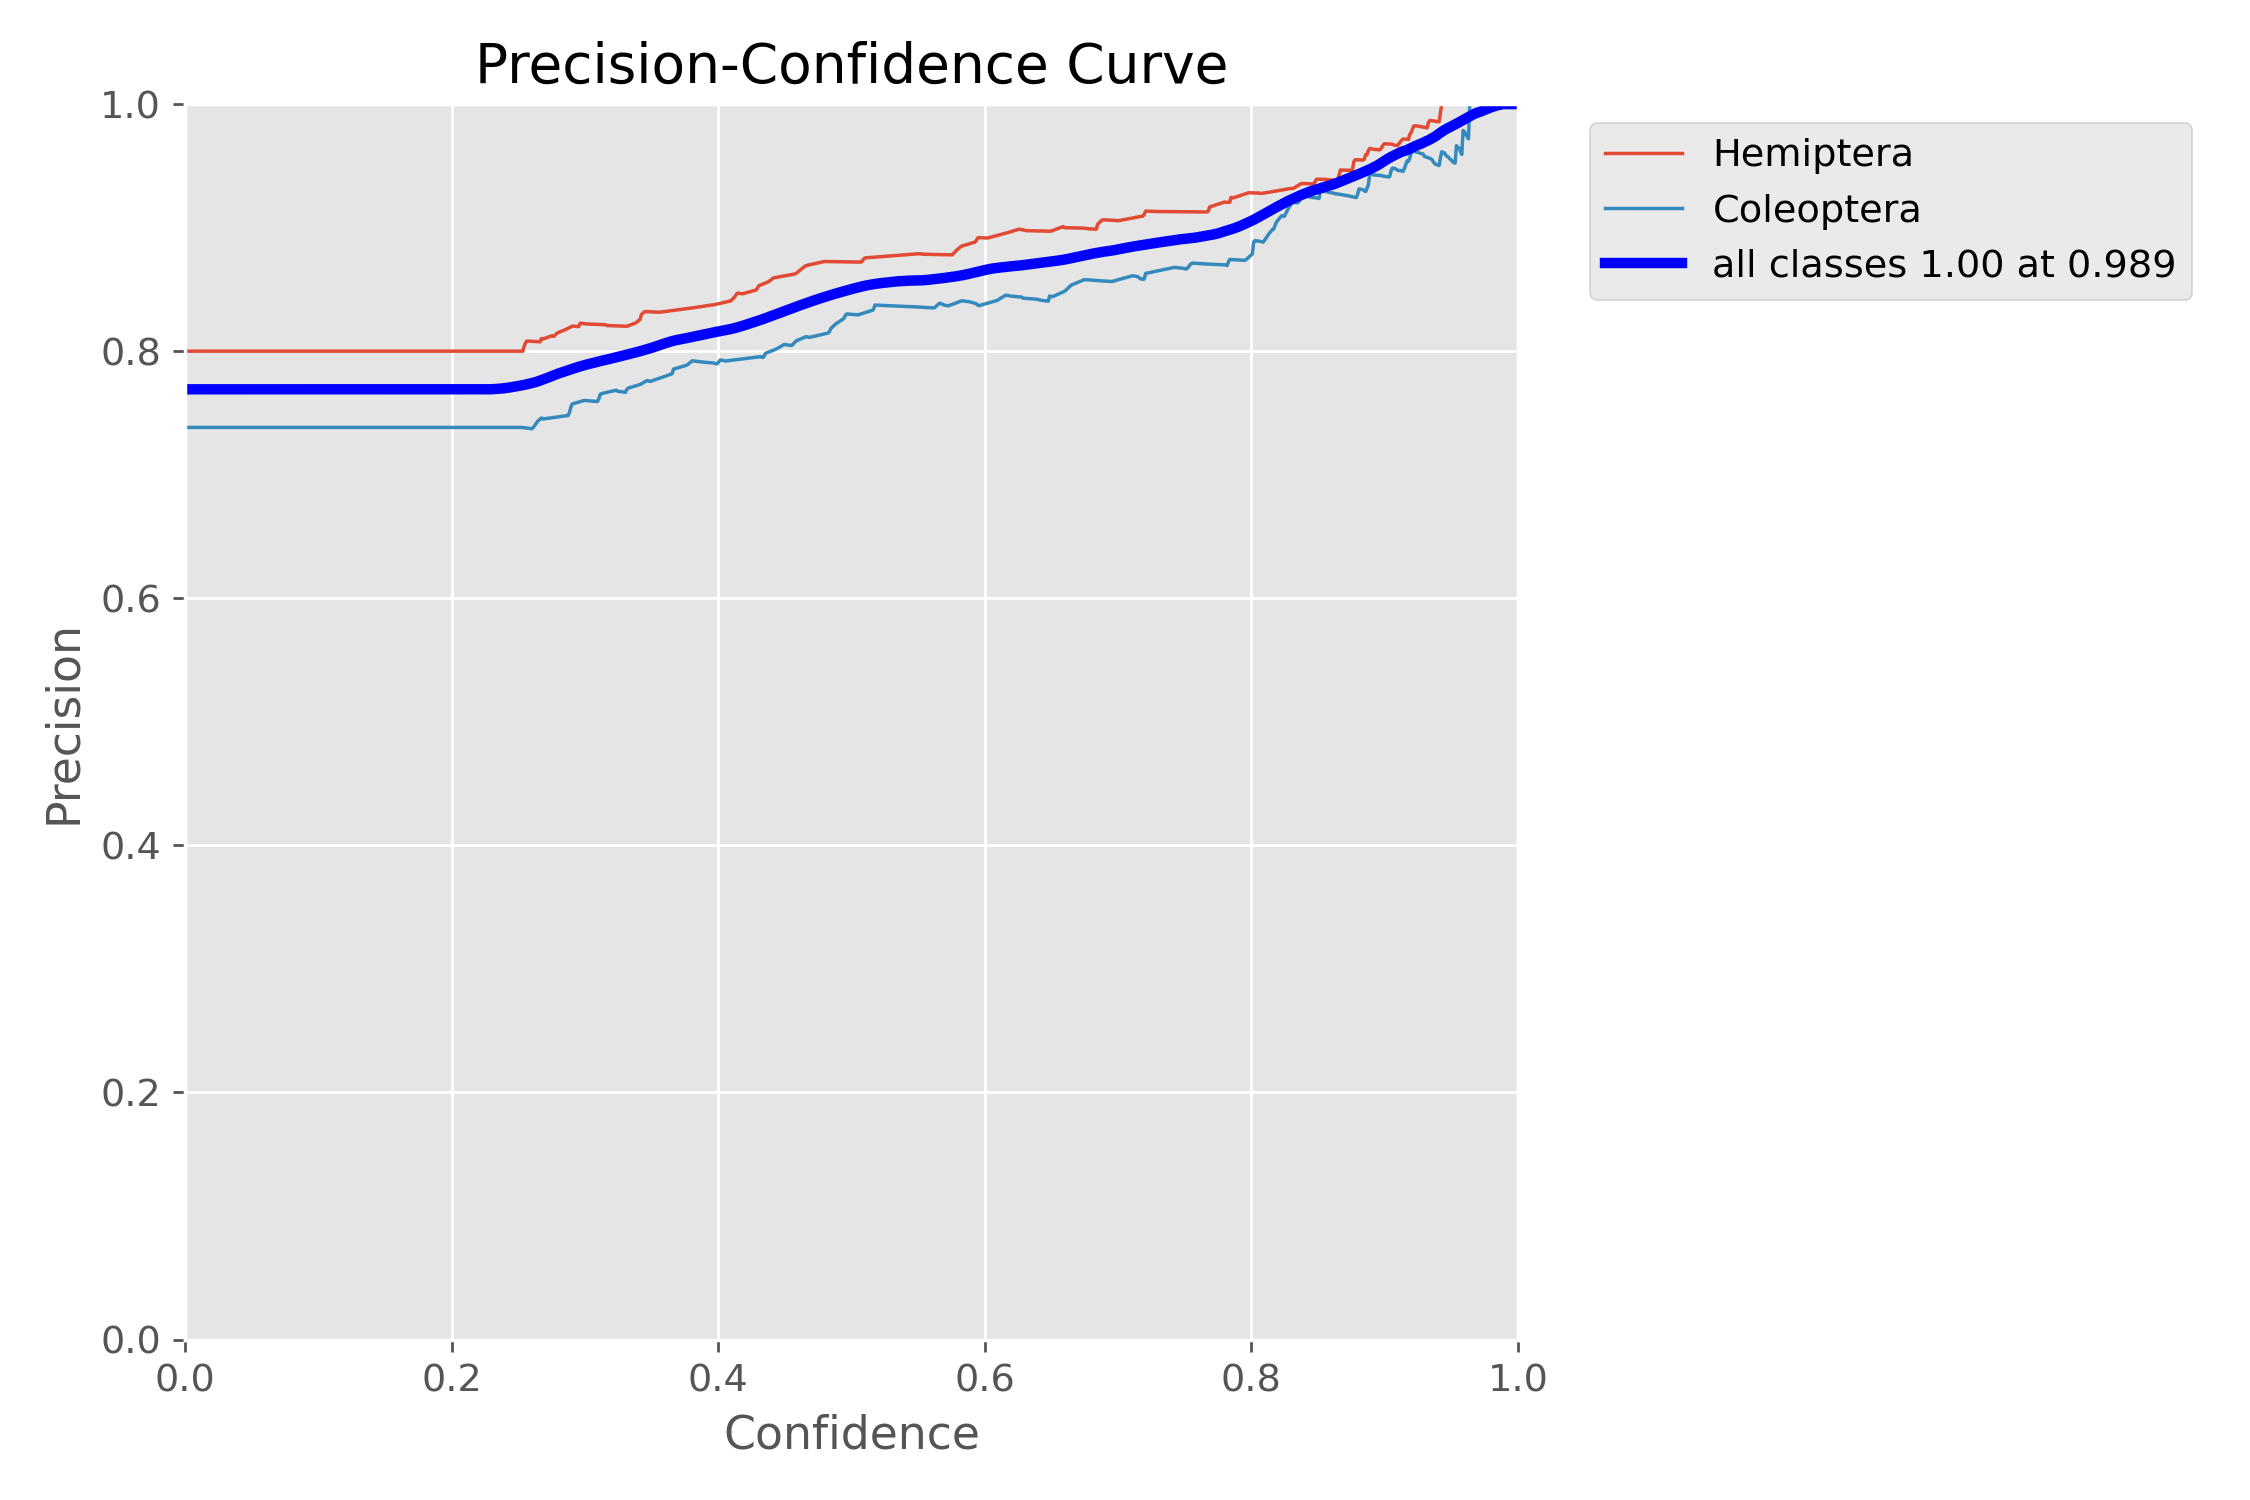 Precision-Confidence Curve
1.0
0.8
0.6
0.4
0.2
0.0
Precision
0.0 0.2 0.4 0.6 0.8 1.0
Confidence
Hemiptera
Coleoptera
all classes 1.00 at 0.989